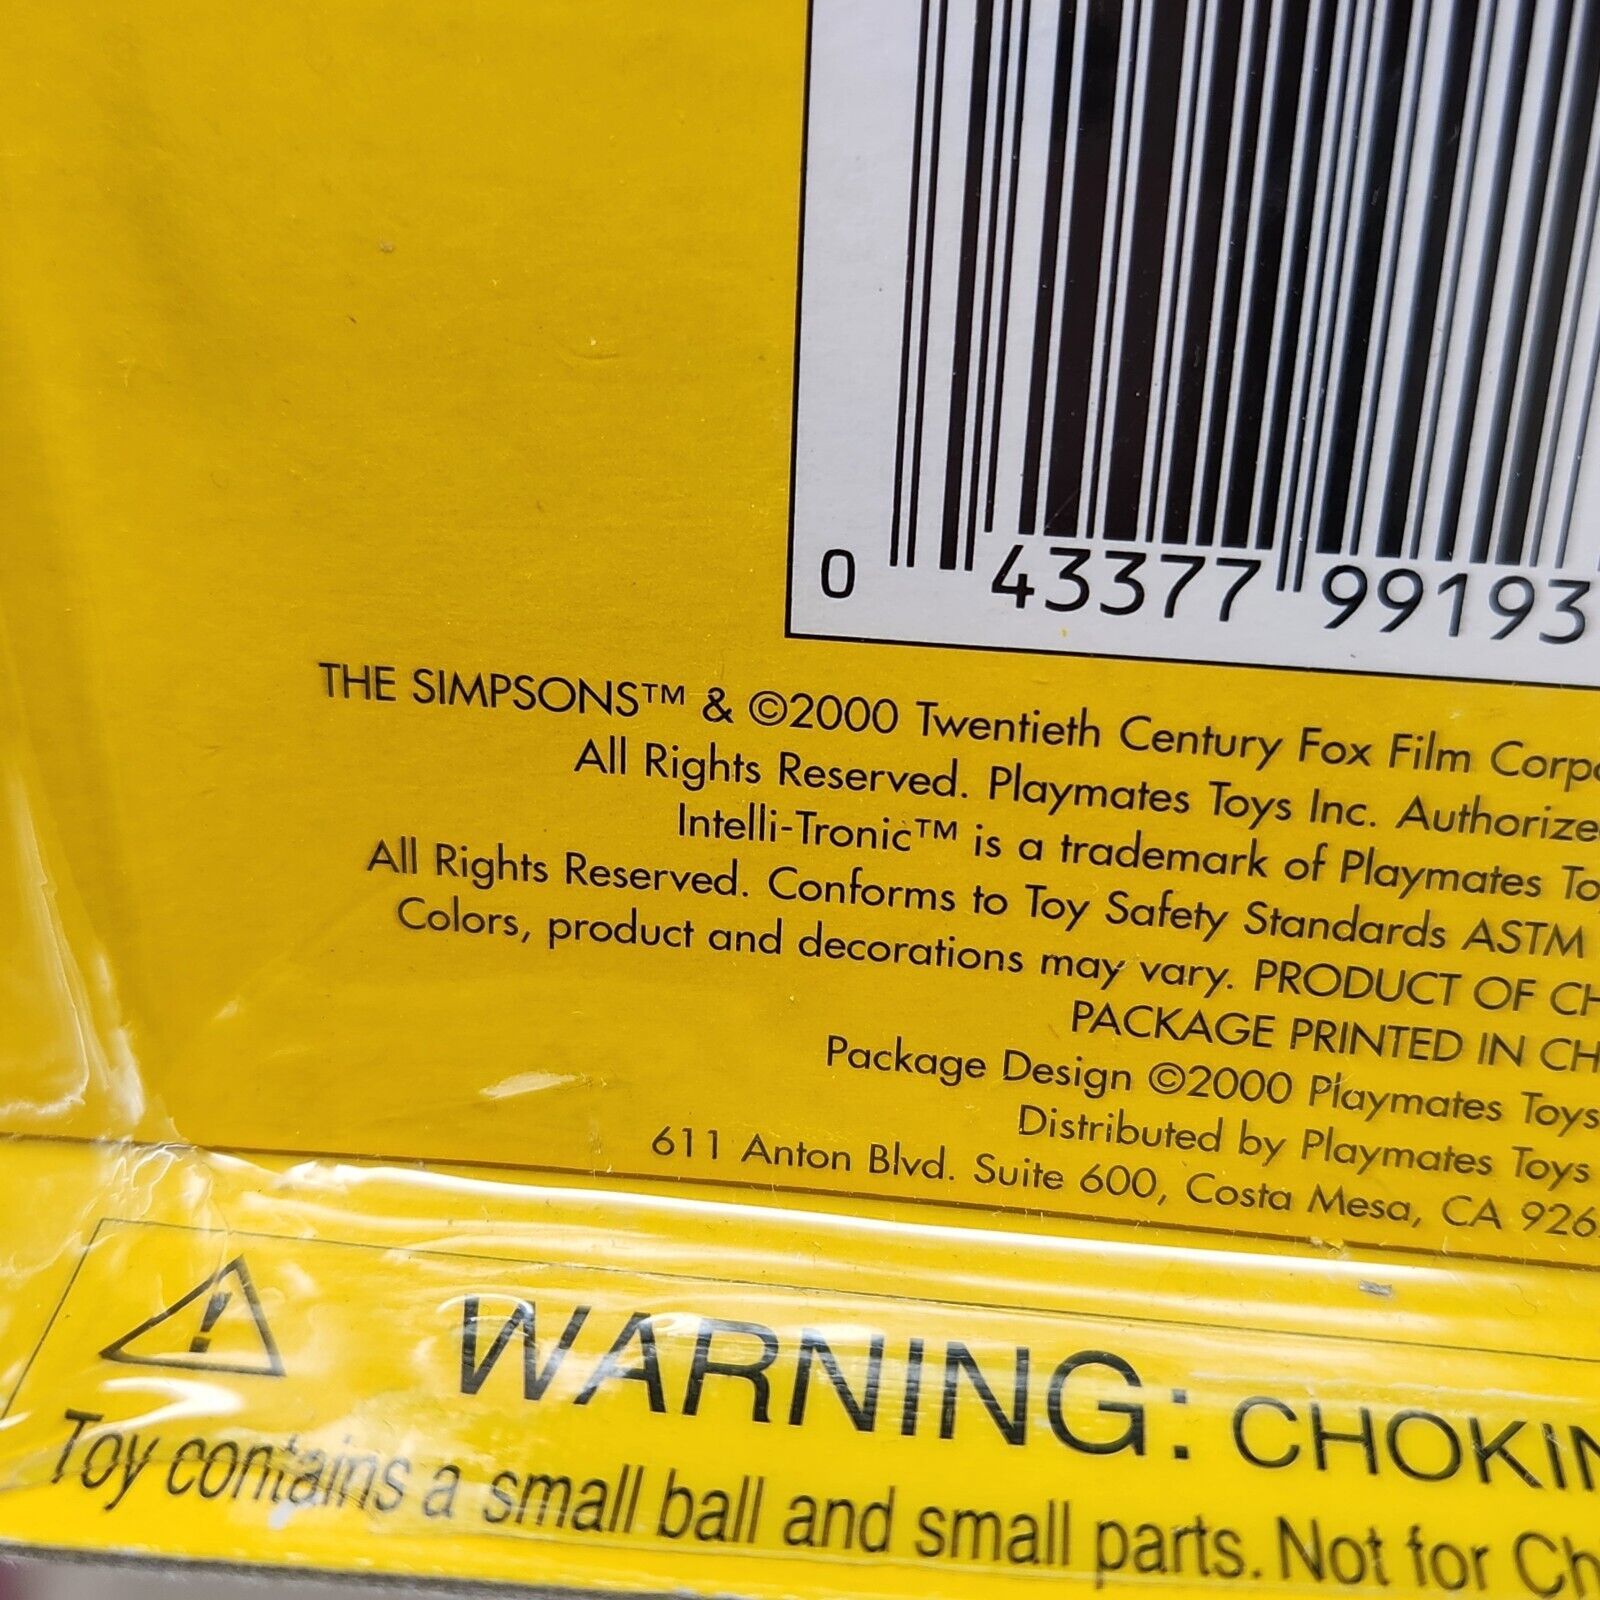 0 43377 99193
THE SIMPSONS™ & ©2000 Twentieth Century Fox Film Corpo
All Rights Reserved. Playmates Toys Inc. Authorize
Intelli-Tronic™ is a trademark of Playmates To
All Rights Reserved. Conforms to Toy Safety Standards ASTM
Colors, product and decorations may vary. PRODUCT OF CH
PACKAGE PRINTED IN CH
Package Design ©2000 Playmates Toys
Distributed by Playmates Toys
611 Anton Blvd. Suite 600, Costa Mesa, CA 926
WARNING: CHOKIN
Toy contains a small ball and small parts. Not for Ch